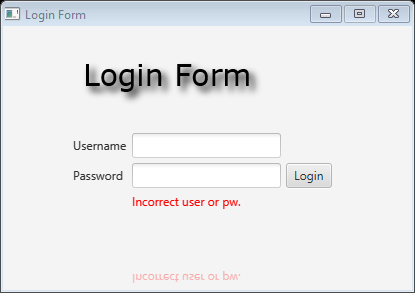 Login Form
Login Form
Username
Password Login
Incorrect user or pw.
Incorrect user or pw.